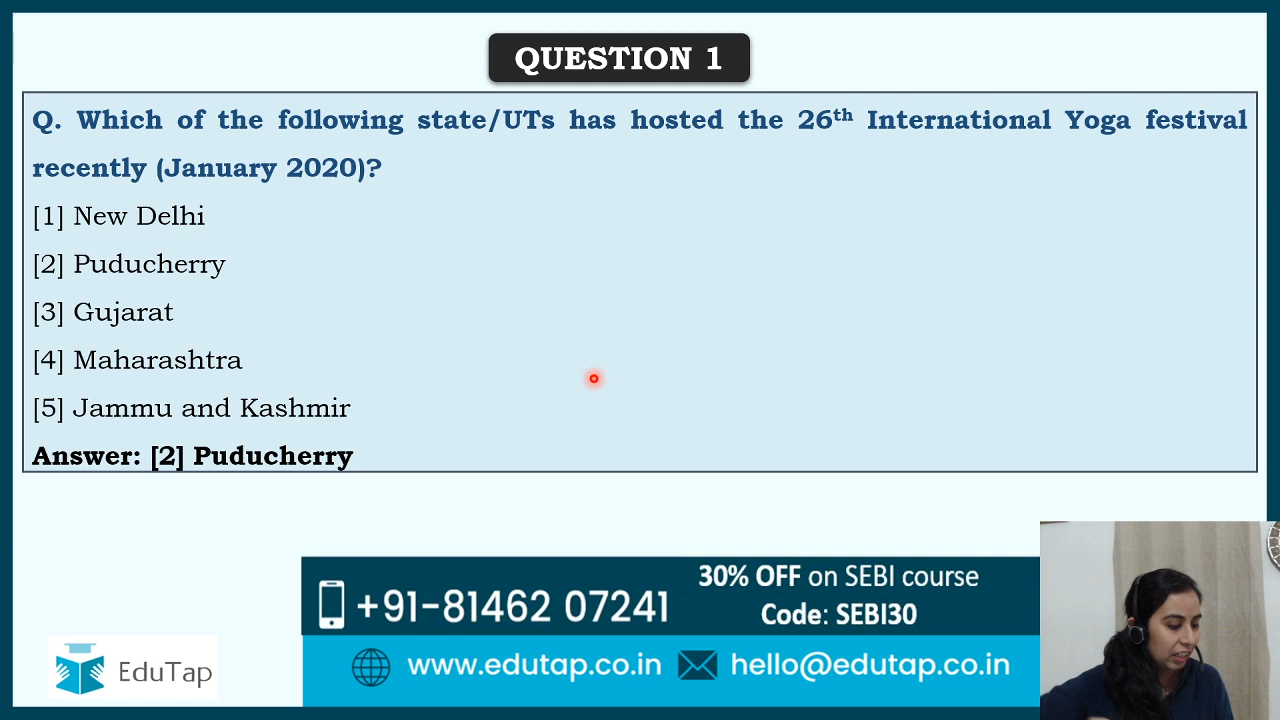 QUESTION 1
Q. Which of the following state/UTs has hosted the 26th International Yoga festival
recently (January 2020)?
[1] New Delhi
[2] Puducherry
[3] Gujarat
[4] Maharashtra
[5] Jammu and Kashmir
Answer: [2] Puducherry
30% OFF on SEBI course
+91-81462 07241
Code: SEBI30
www.edutap.co.in hello@edutap.co.in
EduTap